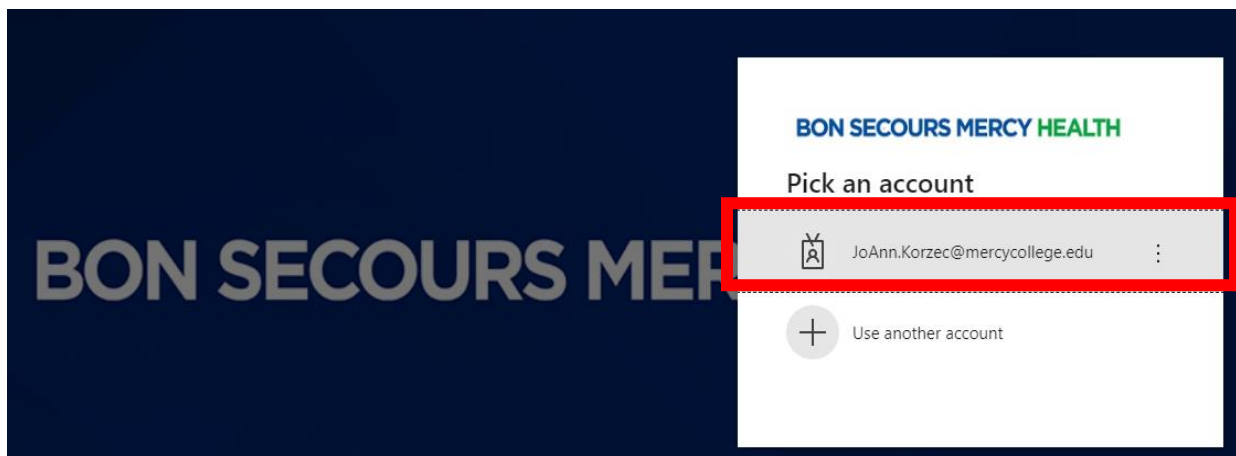 BON SECOURS MERCY HEALTH
Pick an account
BON SECOURS MER
JoAnn.Korzec@mercycollege.edu
Use another account